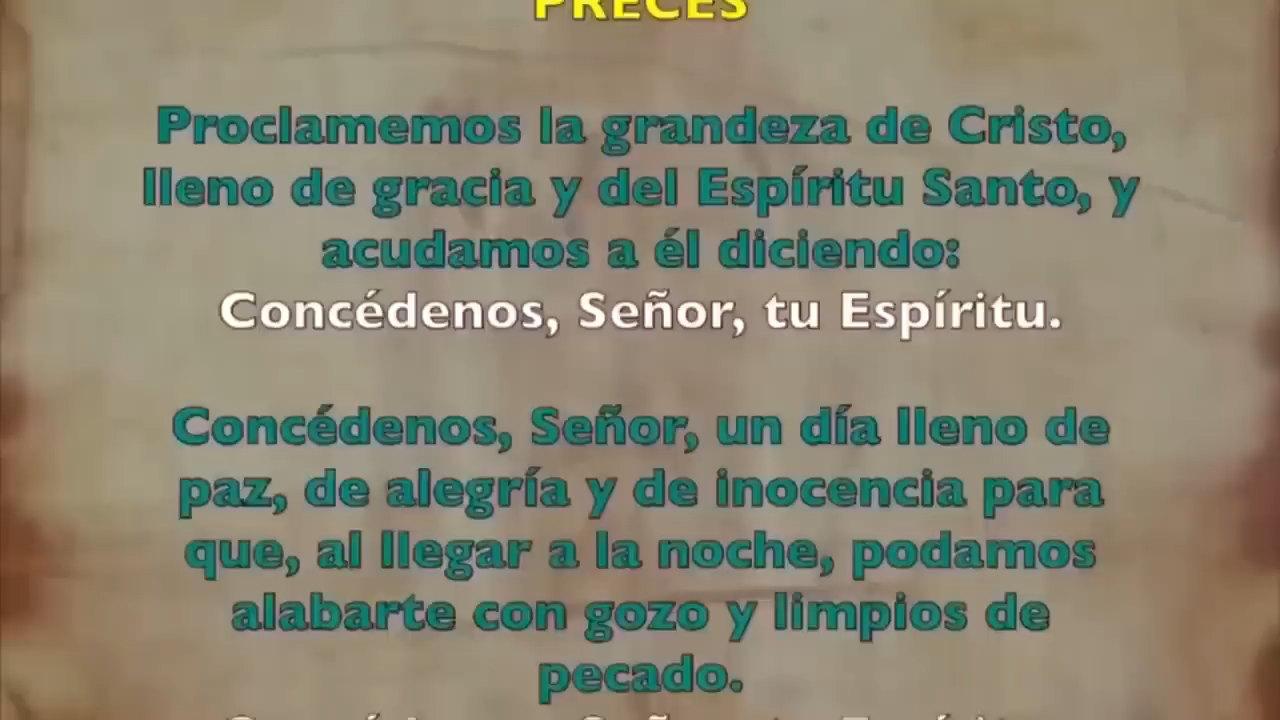 PRECES
Proclamemos la grandeza de Cristo,
lleno de gracia y del Espíritu Santo, y
acudamos a él diciendo:
Concédenos, Señor, tu Espíritu.
Concédenos, Señor, un día lleno de
paz, de alegría y de inocencia para
que, al llegar a la noche, podamos
alabarte con gozo y limpios de
pecado.